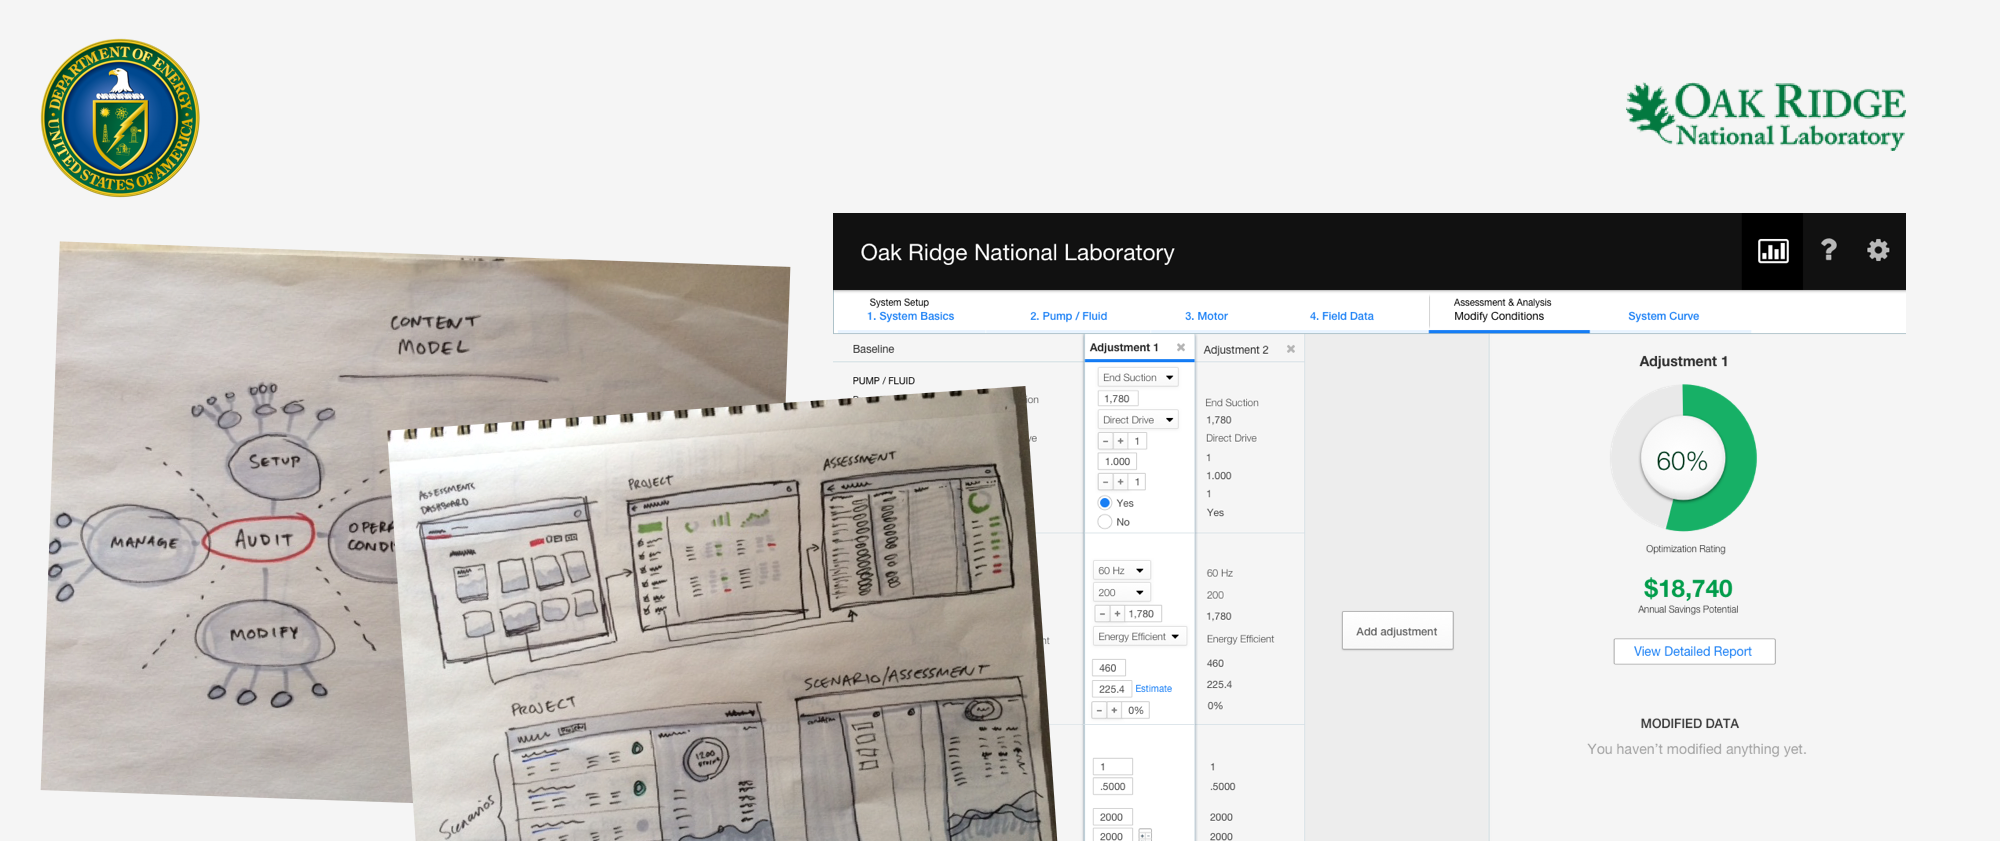 DEPARTMENT OF ENERGY
UNITED STATES OF AMERICA
OAK RIDGE
National Laboratory
CONTENT
MODEL
SETUP
MANAGE
AUDIT
OPERA
CONDI
MODIFY
ASSESSMENTS
DASHBOARD
PROJECT
ASSESSMENT
PROJECT
SCENARIO/ASSESSMENT
Scenarios
1200
Oak Ridge National Laboratory
?
System Setup
1. System Basics
2. Pump / Fluid
3. Motor
4. Field Data
Assessment & Analysis
Modify Conditions
System Curve
Baseline
PUMP / FLUID
ion
ve
nt
Adjustment 1
End Suction
1,780
Direct Drive
- + 1
1.000
- + 1
Yes
No
60 Hz
200
- + 1,780
Energy Efficient
460
225.4 Estimate
- + 0%
1
.5000
2000
2000
Adjustment 2
End Suction
1,780
Direct Drive
1
1.000
1
Yes
60 Hz
200
1,780
Energy Efficient
460
225.4
0%
1
.5000
2000
2000
Add adjustment
Adjustment 1
60%
Optimization Rating
$18,740
Annual Savings Potential
View Detailed Report
MODIFIED DATA
You haven't modified anything yet.